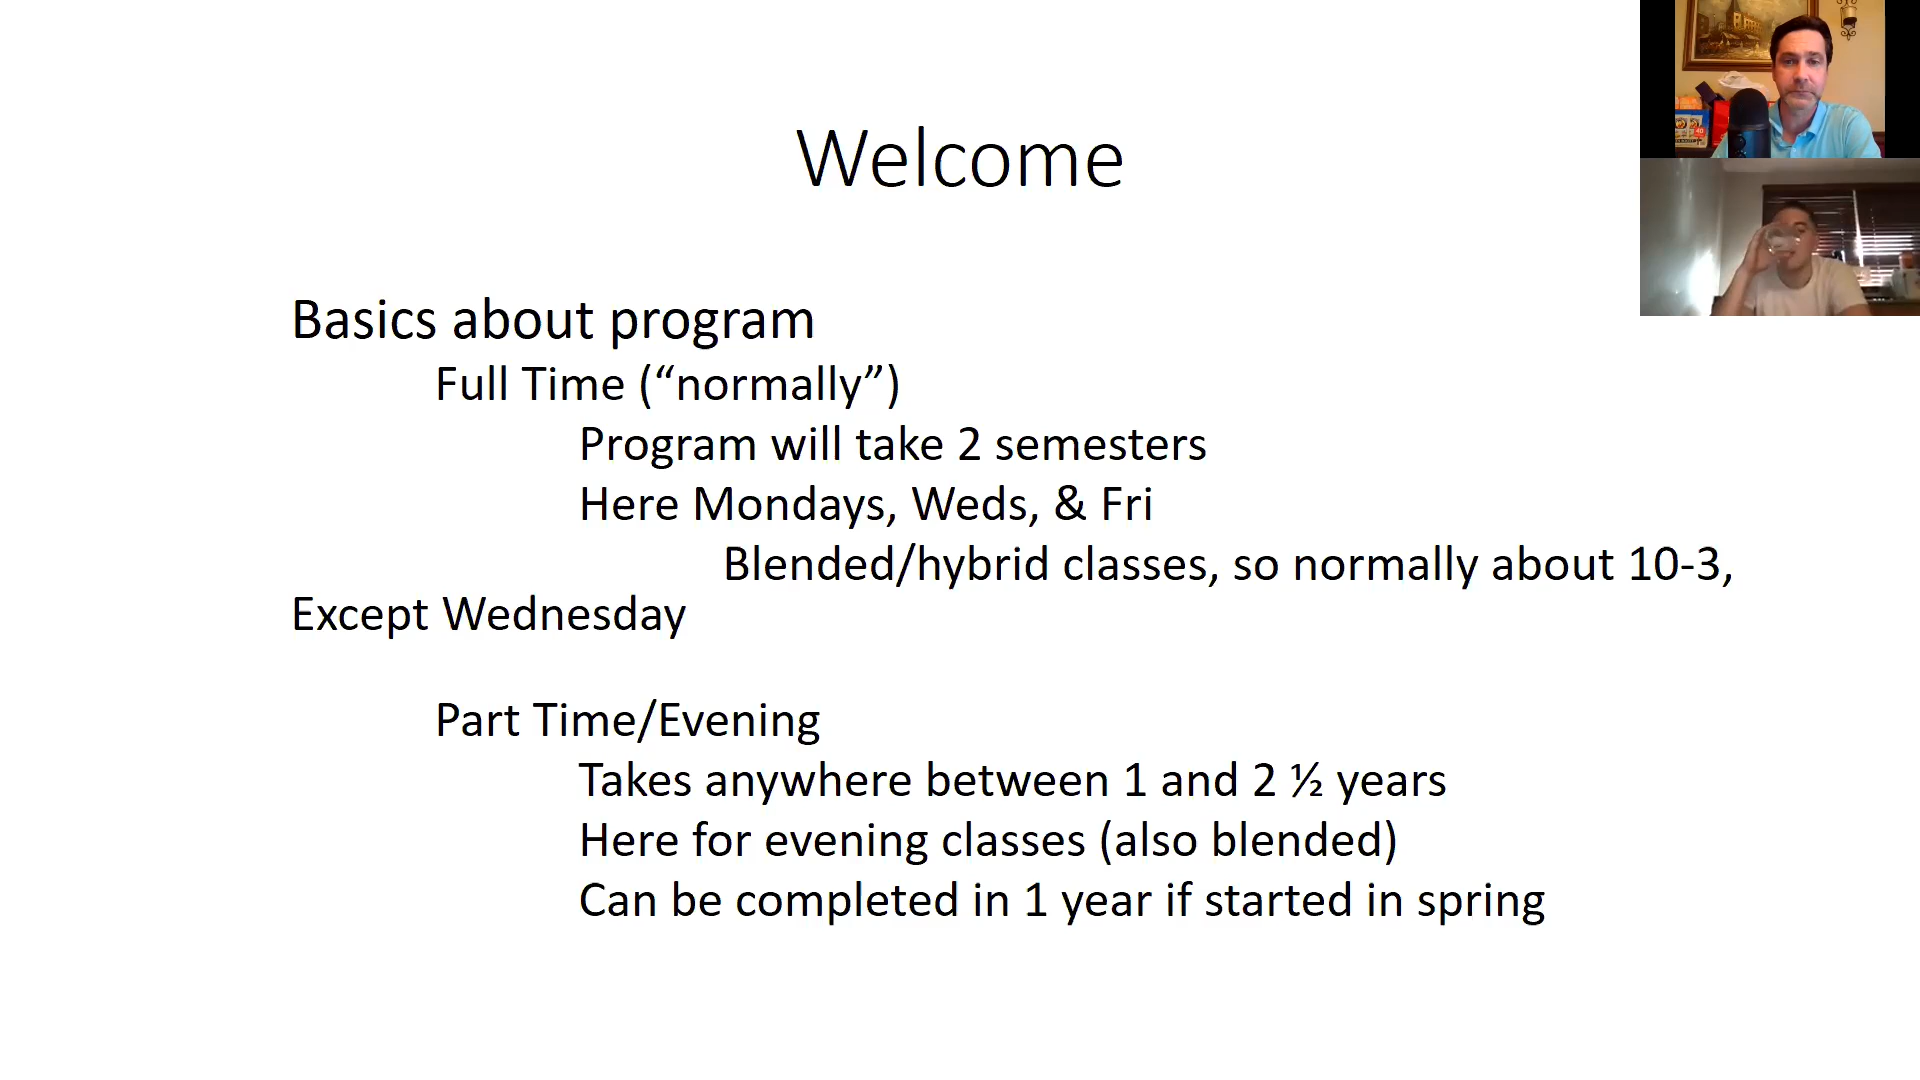 Welcome
Basics about program
Full Time (“normally”)
Program will take 2 semesters
Here Mondays, Weds, & Fri
Blended/hybrid classes, so normally about 10-3,
Except Wednesday
Part Time/Evening
Takes anywhere between 1 and 2 ½ years
Here for evening classes (also blended)
Can be completed in 1 year if started in spring